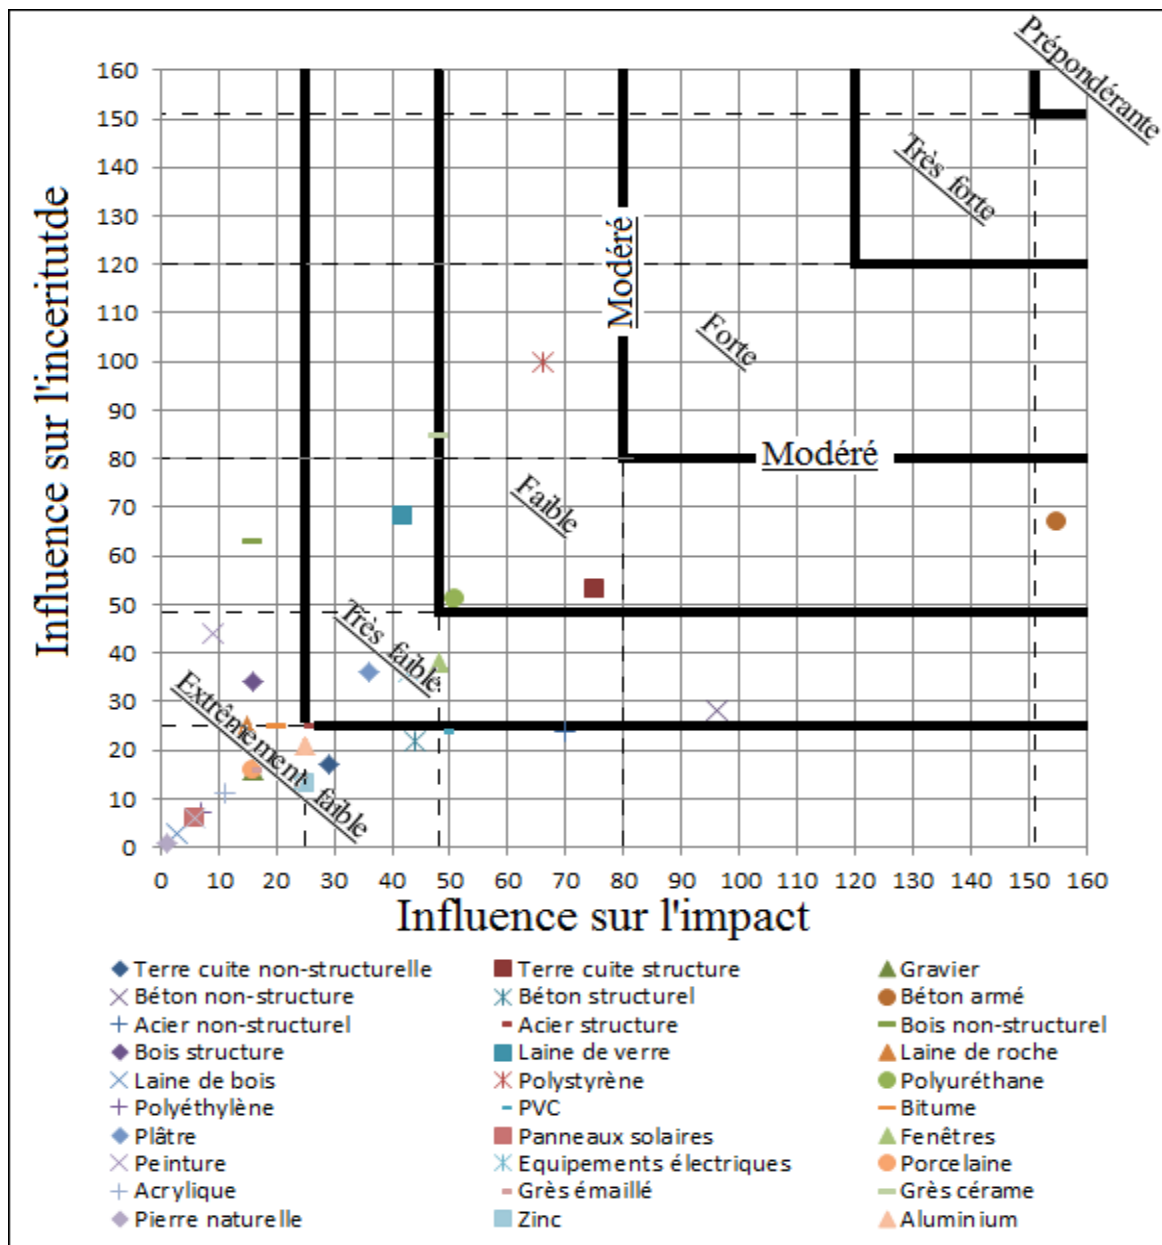 Prépondérante
160
150
140
130
120
110
100
90
80
70
60
50
40
30
20
10
0
Très forte
Modéré
Forte
Modéré
Faible
Très faible
Extrêmement faible
Influence sur l'inceritutde
0 10 20 30 40 50 60 70 80 90 100 110 120 130 140 150 160
Influence sur l'impact
Terre cuite non-structurelle Terre cuite structure Gravier
Béton non-structure Béton structurel Béton armé
Acier non-structurel Acier structure Bois non-structurel
Bois structure Laine de verre Laine de roche
Laine de bois Polystyrène Polyuréthane
Polyéthylène PVC Bitume
Plâtre Panneaux solaires Fenêtres
Peinture Equipements électriques Porcelaine
Acrylique Grès émaillé Grès cérame
Pierre naturelle Zinc Aluminium